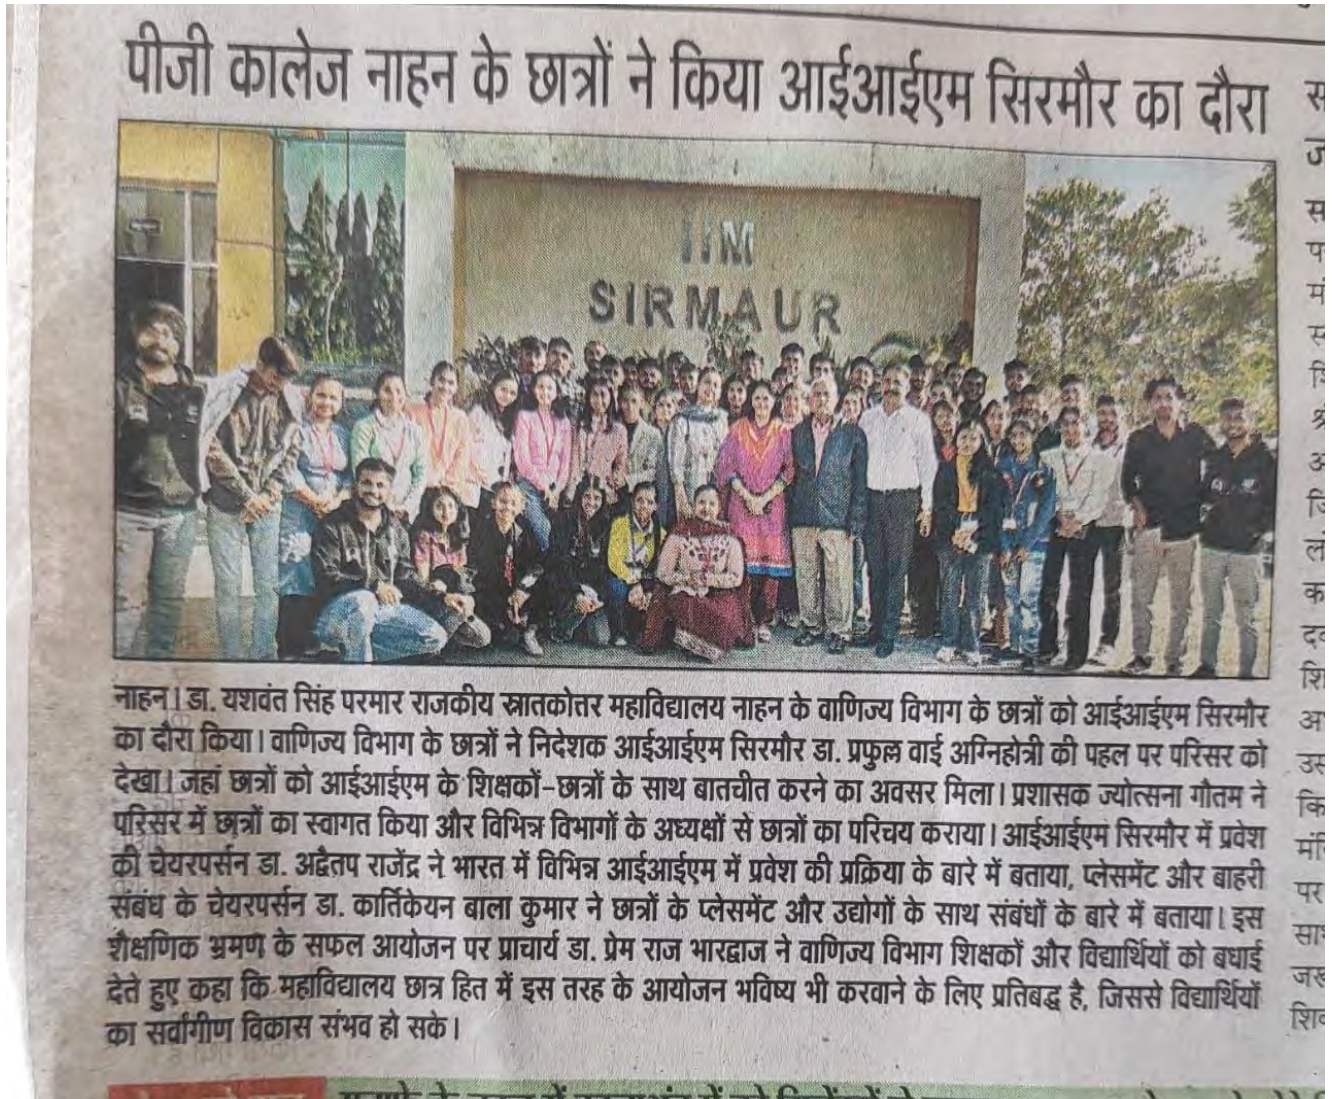 पीजी कालेज नाहन के छात्रों ने किया आईआईएम सिरमौर का दौरा
IIM
SIRMAUR
नाहन। डा. यशवंत सिंह परमार राजकीय स्नातकोत्तर महाविद्यालय नाहन के वाणिज्य विभाग के छात्रों को आईआईएम सिरमौर
का दौरा किया। वाणिज्य विभाग के छात्रों ने निदेशक आईआईएम सिरमौर डा. प्रफुल्ल वाई अग्निहोत्री की पहल पर परिसर को
देखा। जहां छात्रों को आईआईएम के शिक्षकों-छात्रों के साथ बातचीत करने का अवसर मिला। प्रशासक ज्योत्सना गौतम ने
परिसर में छात्रों का स्वागत किया और विभिन्न विभागों के अध्यक्षों से छात्रों का परिचय कराया। आईआईएम सिरमौर में प्रवेश
की चेयरपर्सन डा. अद्वैतप राजेंद्र ने भारत में विभिन्न आईआईएम में प्रवेश की प्रक्रिया के बारे में बताया, प्लेसमेंट और बाहरी
संबंध के चेयरपर्सन डा. कार्तिकेयन बाला कुमार ने छात्रों के प्लेसमेंट और उद्योगों के साथ संबंधों के बारे में बताया। इस
शैक्षणिक भ्रमण के सफल आयोजन पर प्राचार्य डा. प्रेम राज भारद्वाज ने वाणिज्य विभाग शिक्षकों और विद्यार्थियों को बधाई
देते हुए कहा कि महाविद्यालय छात्र हित में इस तरह के आयोजन भविष्य भी करवाने के लिए प्रतिबद्ध है, जिससे विद्यार्थियों
का सर्वांगीण विकास संभव हो सके।